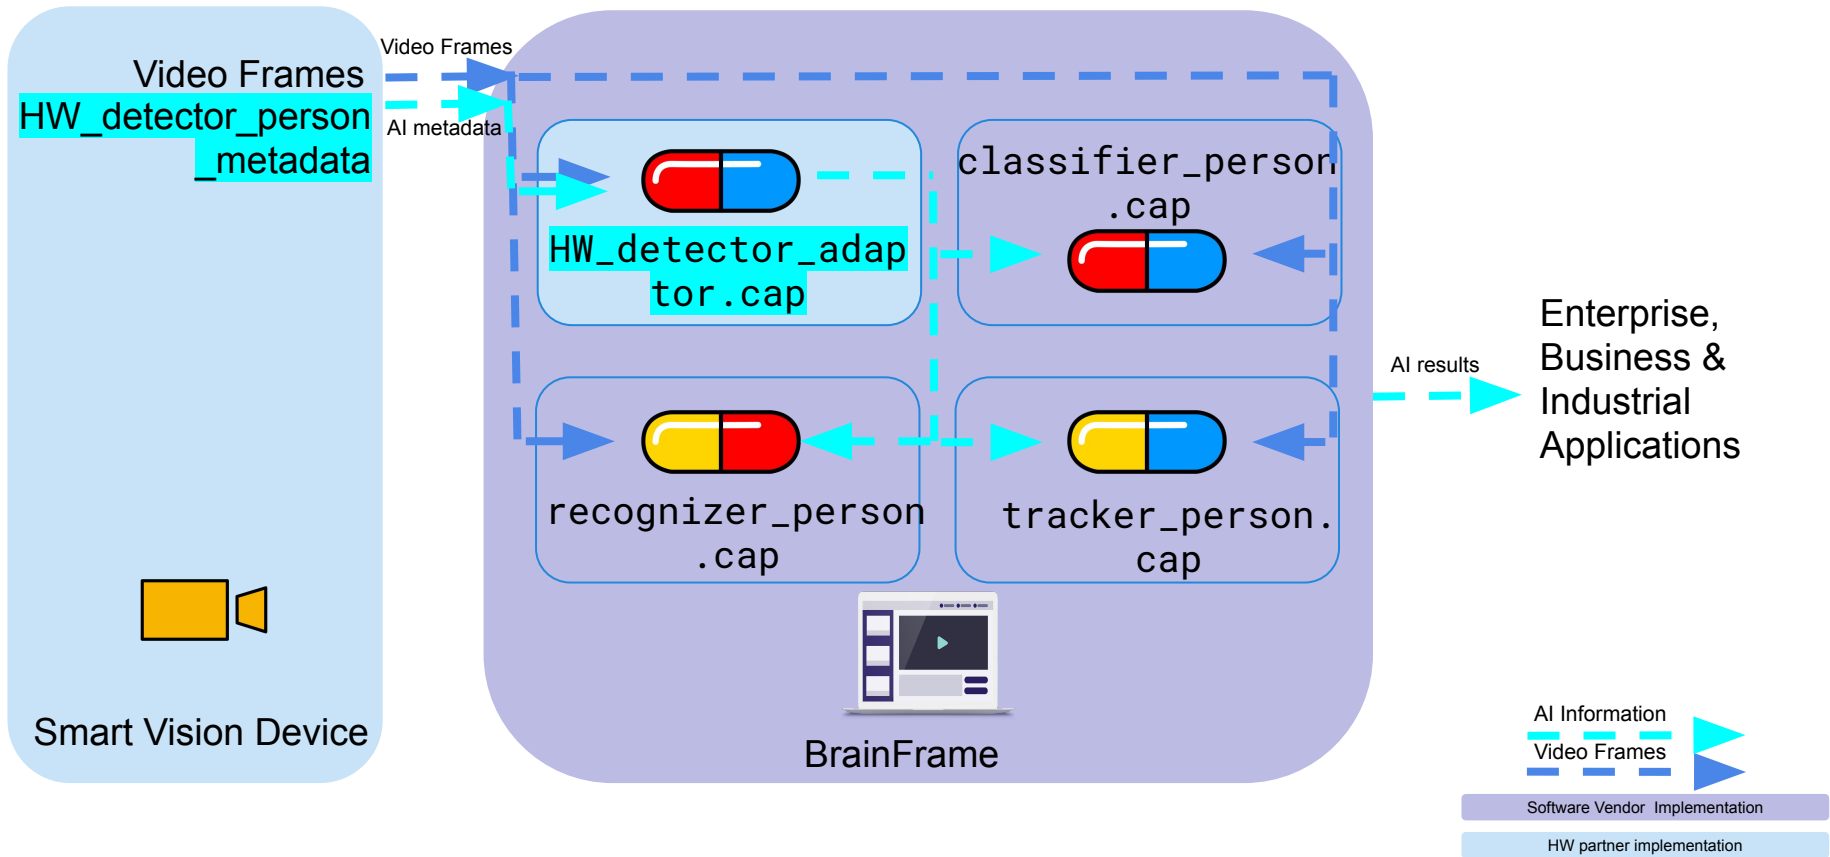 Video Frames
HW_detector_person
_metadata
Smart Vision Device
Video Frames
AI metadata
HW_detector_adap
tor.cap
classifier_person
.cap
recognizer_person
.cap
tracker_person.
cap
BrainFrame
AI results
Enterprise,
Business &
Industrial
Applications
AI Information
Video Frames
Software Vendor Implementation
HW partner implementation